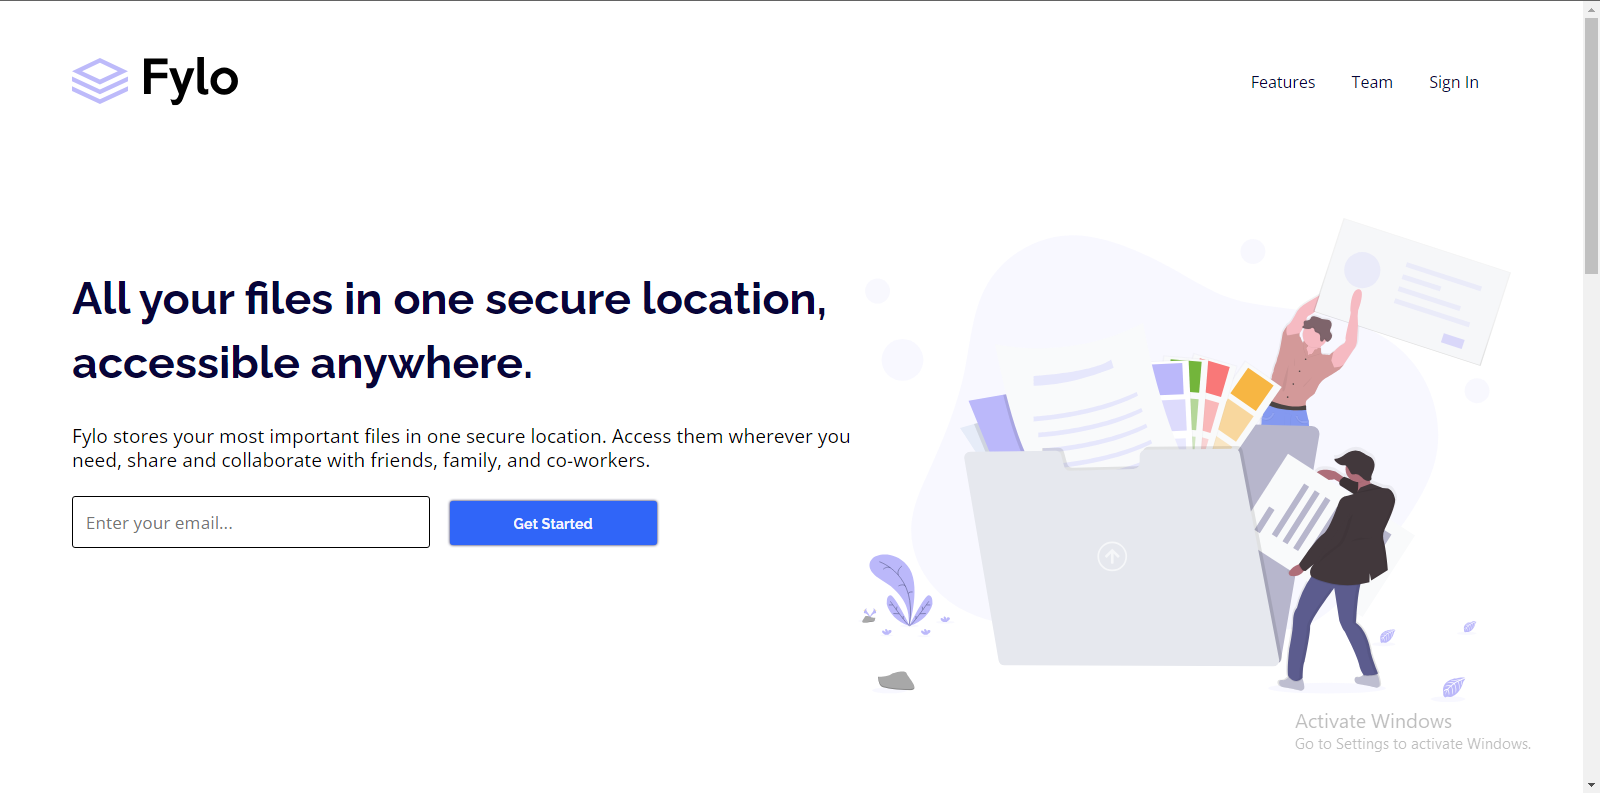 Fylo
Features Team Sign In
All your files in one secure location,
accessible anywhere.
Fylo stores your most important files in one secure location. Access them wherever you
need, share and collaborate with friends, family, and co-workers.
Enter your email...
Get Started
Activate Windows
Go to Settings to activate Windows.